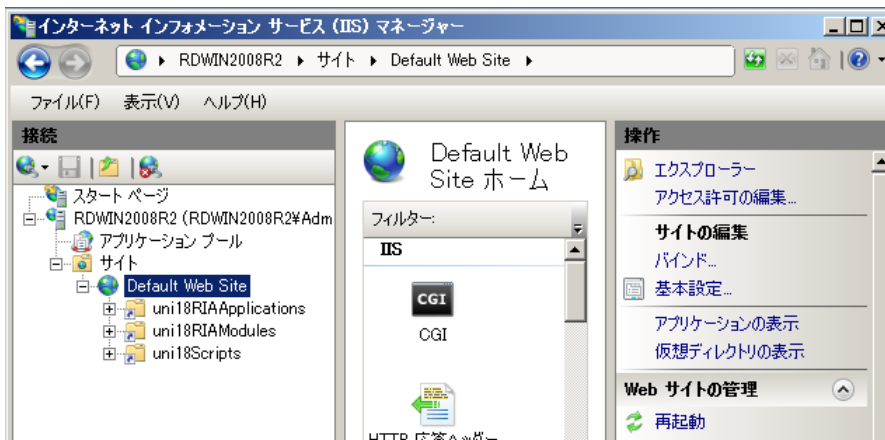 インターネット インフォメーション サービス (IIS) マネージャー
RDWIN2008R2 ▸ サイト ▸ Default Web Site ▸
ファイル(F) 表示(V) ヘルプ(H)
接続
スタート ページ
RDWIN2008R2 (RDWIN2008R2¥Adm
アプリケーション プール
サイト
Default Web Site
uni18RIAApplications
uni18RIAModules
uni18Scripts
Default Web
Site ホーム
フィルター:
IIS
CGI
CGI
HTTP 応答ヘッダー
操作
エクスプローラー
アクセス許可の編集...
サイトの編集
バインド...
基本設定...
アプリケーションの表示
仮想ディレクトリの表示
Web サイトの管理
再起動